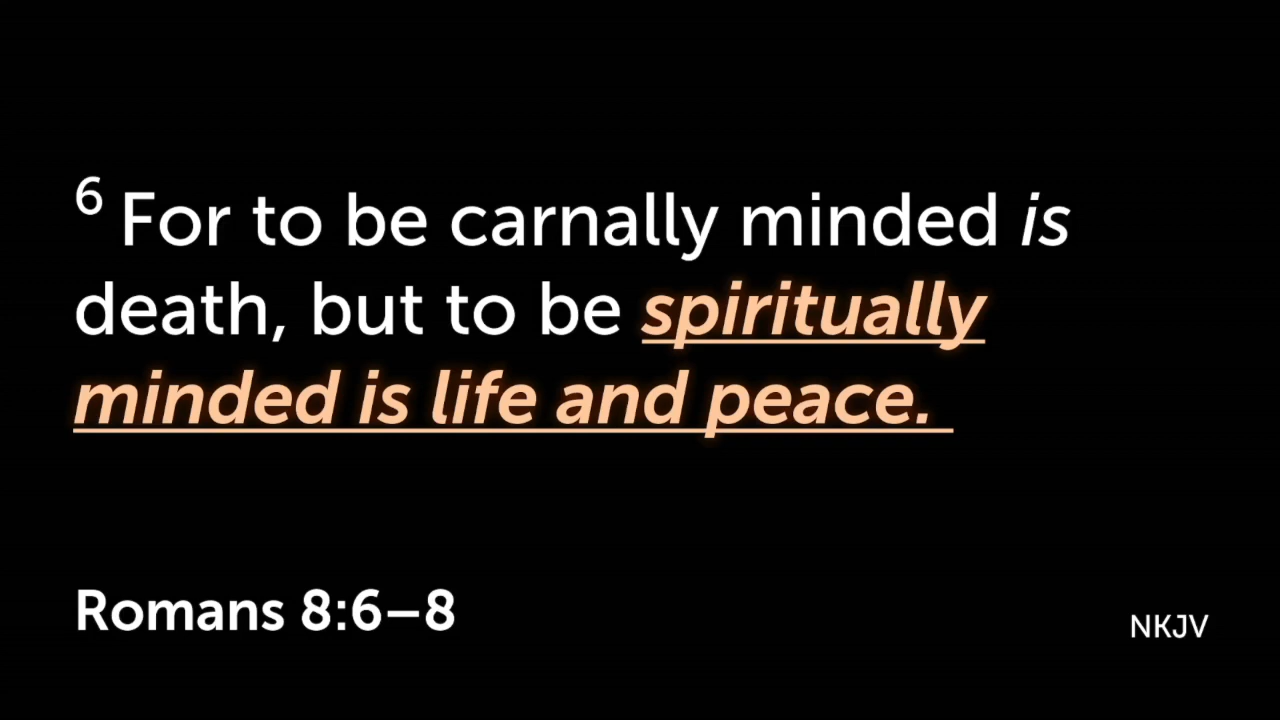 6 For to be carnally minded is
death, but to be spiritually
minded is life and peace.
Romans 8:6–8
NKJV